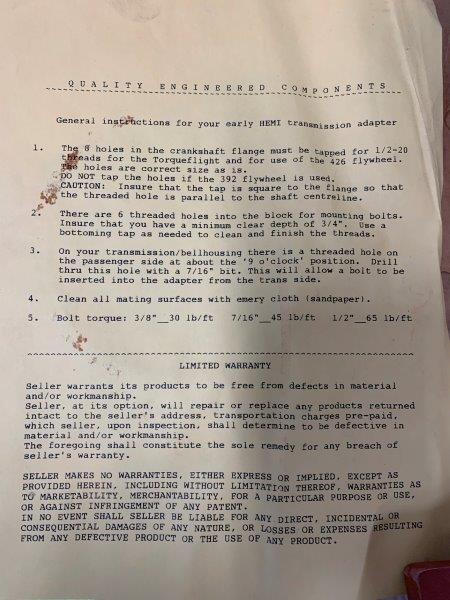 QUALITY ENGINEERED COMPONENTS
General instructions for your early HEMI transmission adapter
1. The 8 holes in the crankshaft flange must be tapped for 1/2-20
threads for the Torqueflight and for use of the 426 flywheel.
The holes are correct size as is.
DO NOT tap the holes if the 392 flywheel is used.
CAUTION: Insure that the tap is square to the flange so that
the threaded hole is parallel to the shaft centreline.
2. There are 6 threaded holes into the block for mounting bolts.
Insure that you have a minimum clear depth of 3/4". Use a
bottoming tap as needed to clean and finish the threads.
3. On your transmission/bellhousing there is a threaded hole on
the passenger side at about the '9 o'clock' position. Drill
thru this hole with a 7/16" bit. This will allow a bolt to be
inserted into the adapter from the trans side.
4. Clean all mating surfaces with emery cloth (sandpaper).
5. Bolt torque: 3/8"__30 lb/ft 7/16"__45 lb/ft 1/2"__65 lb/ft
LIMITED WARRANTY
Seller warrants its products to be free from defects in material
and/or workmanship.
Seller, at its option, will repair or replace any products returned
intact to the seller's address, transportation charges pre-paid,
which seller, upon inspection, shall determine to be defective in
material and/or workmanship.
The foregoing shall constitute the sole remedy for any breach of
seller's warranty.
SELLER MAKES NO WARRANTIES, EITHER EXPRESS OR IMPLIED, EXCEPT AS
PROVIDED HEREIN, INCLUDING WITHOUT LIMITATION THEREOF, WARRANTIES AS
TO MARKETABILITY, MERCHANTABILITY, FOR A PARTICULAR PURPOSE OR USE,
OR AGAINST INFRINGEMENT OF ANY PATENT.
IN NO EVENT SHALL SELLER BE LIABLE FOR ANY DIRECT, INCIDENTAL OR
CONSEQUENTIAL DAMAGES OF ANY NATURE, OR LOSSES OR EXPENSES RESULTING
FROM ANY DEFECTIVE PRODUCT OR THE USE OF ANY PRODUCT.